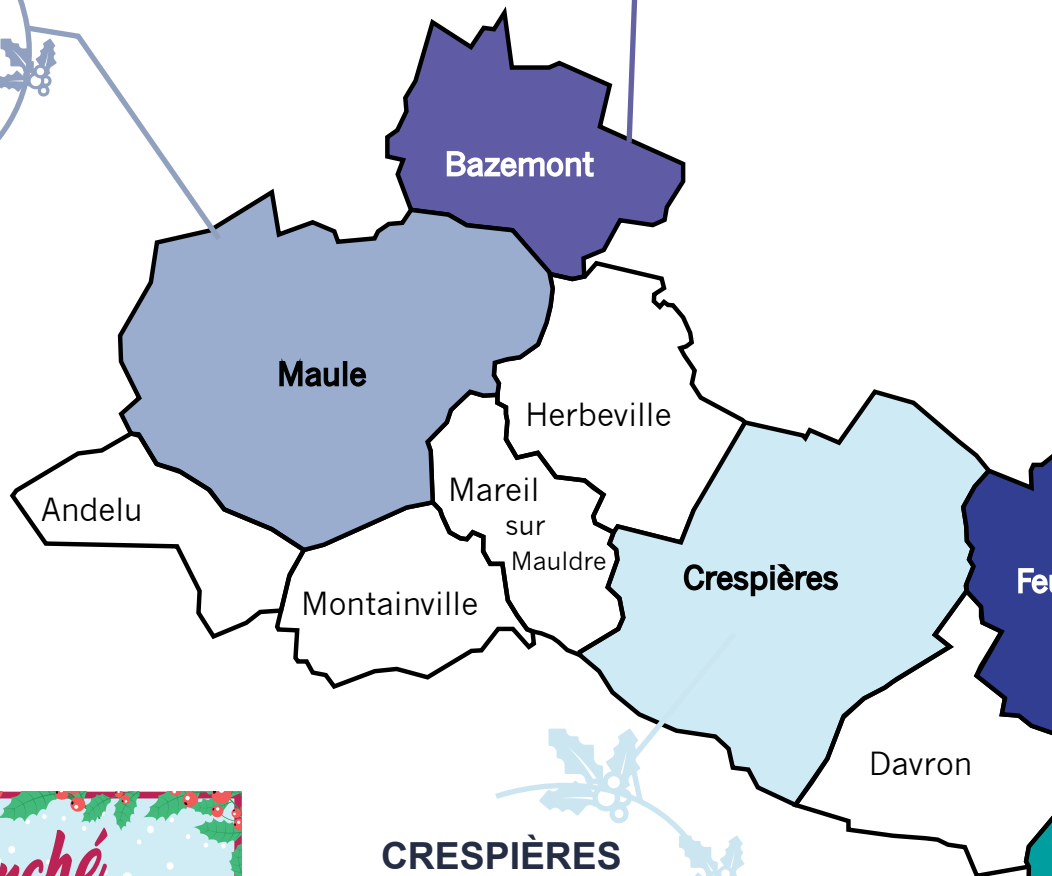 Bazemont
Maule
Herbeville
Mareil
sur
Mauldre
Andelu
Crespières
Montainville
Davron
CRESPIÈRES